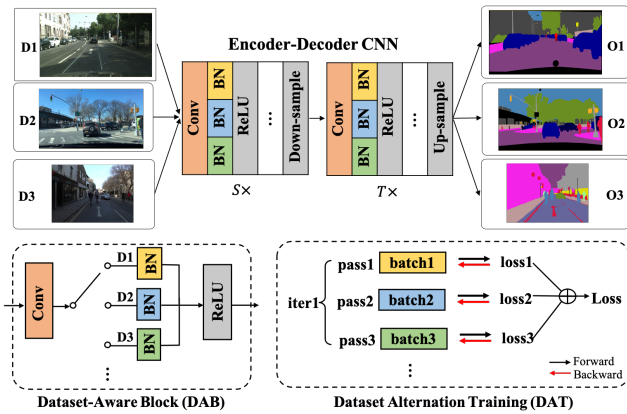 Encoder-Decoder CNN
D1
D2
D3
Conv
BN
BN
BN
ReLU
...
Down-sample
S×
Conv
BN
BN
BN
ReLU
...
Up-sample
T×
O1
O2
O3
Conv
D1
BN
D2
BN
D3
BN
...
ReLU
Dataset-Aware Block (DAB)
iter1
pass1 batch1 loss1
pass2 batch2 loss2
pass3 batch3 loss3
...
Loss
Forward
Backward
Dataset Alternation Training (DAT)